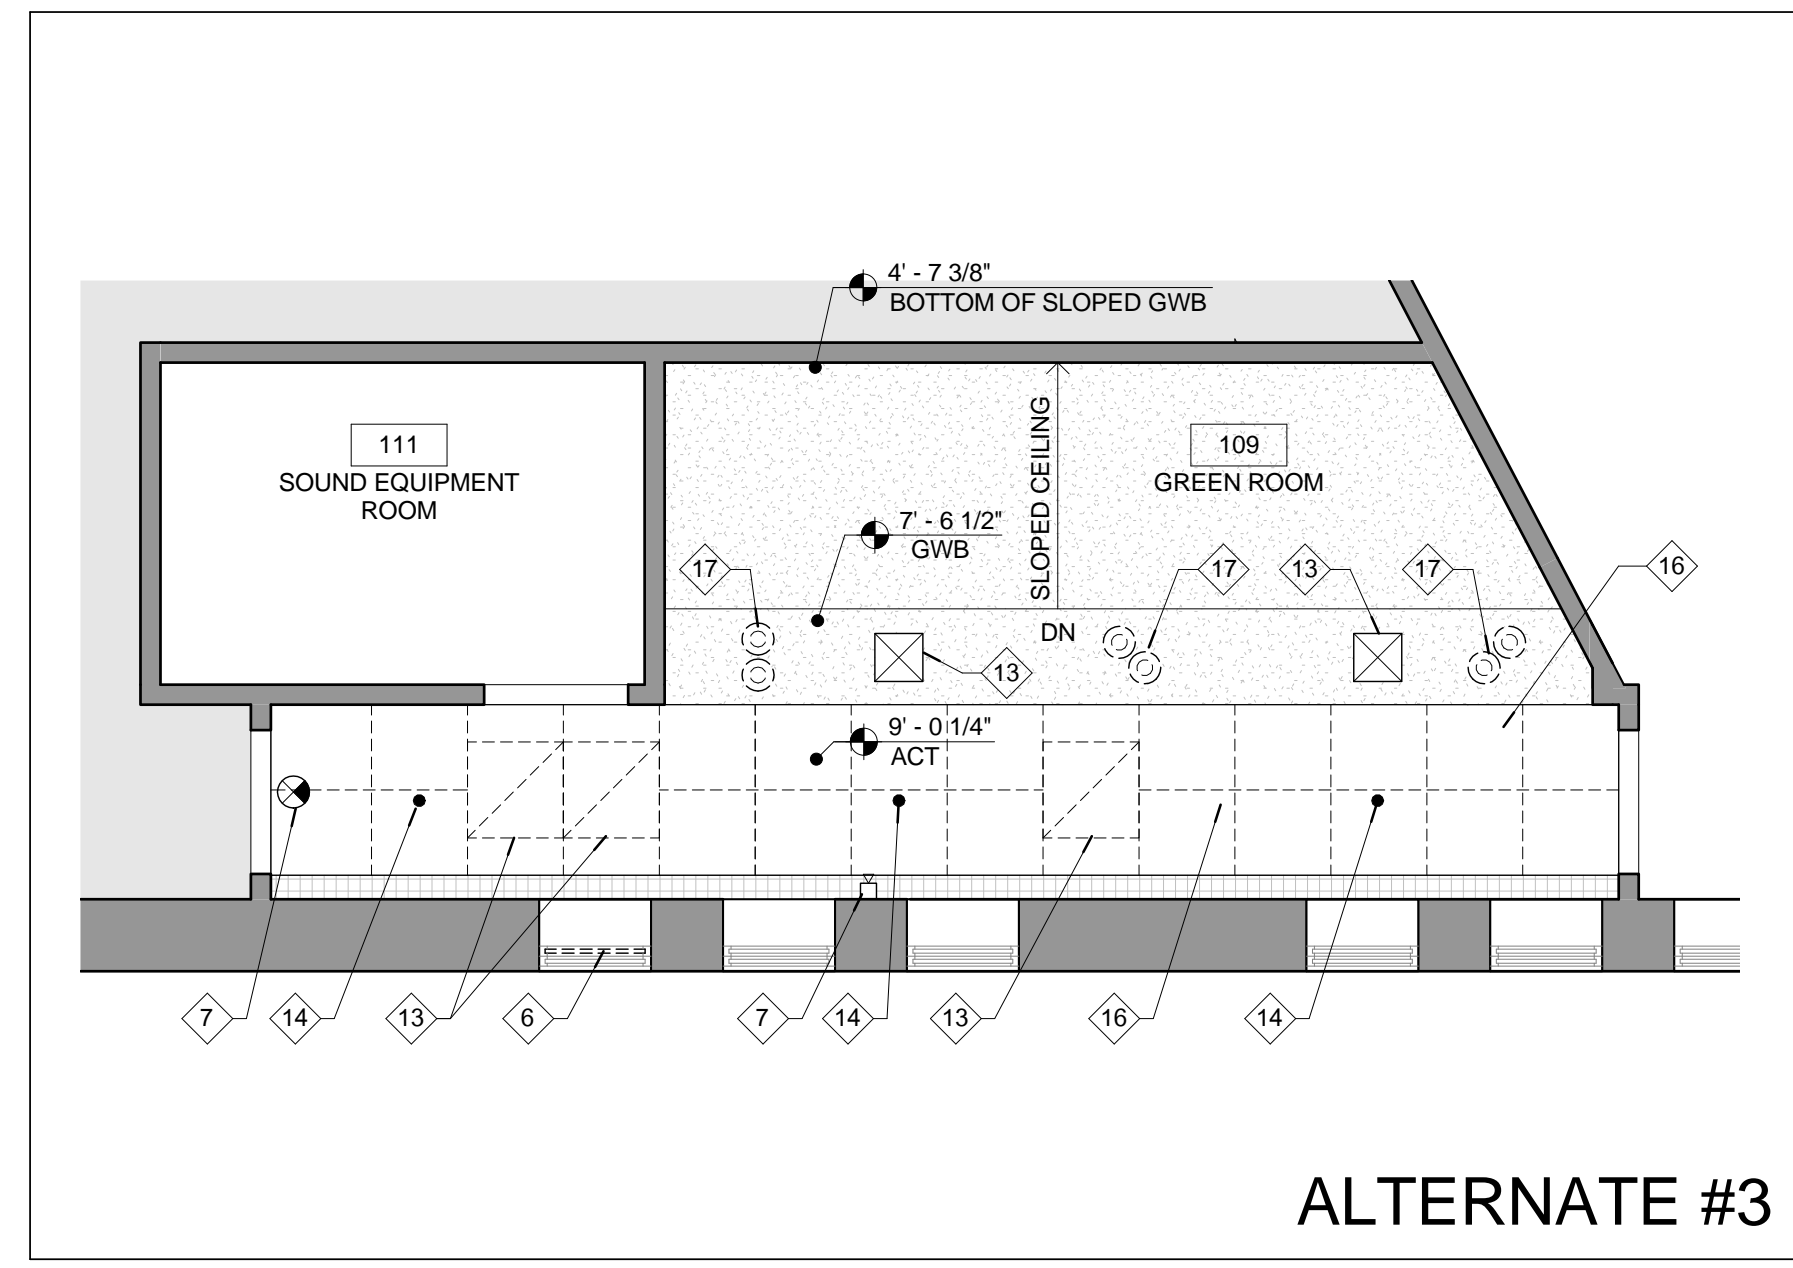 4' - 7 3/8"
BOTTOM OF SLOPED GWB
111
SOUND EQUIPMENT
ROOM
SLOPED CEILING
109
GREEN ROOM
7' - 6 1/2"
GWB
17
17
13
17
16
DN
13
9' - 0 1/4"
ACT
7
14
13
6
7
14
13
16
14
ALTERNATE #3